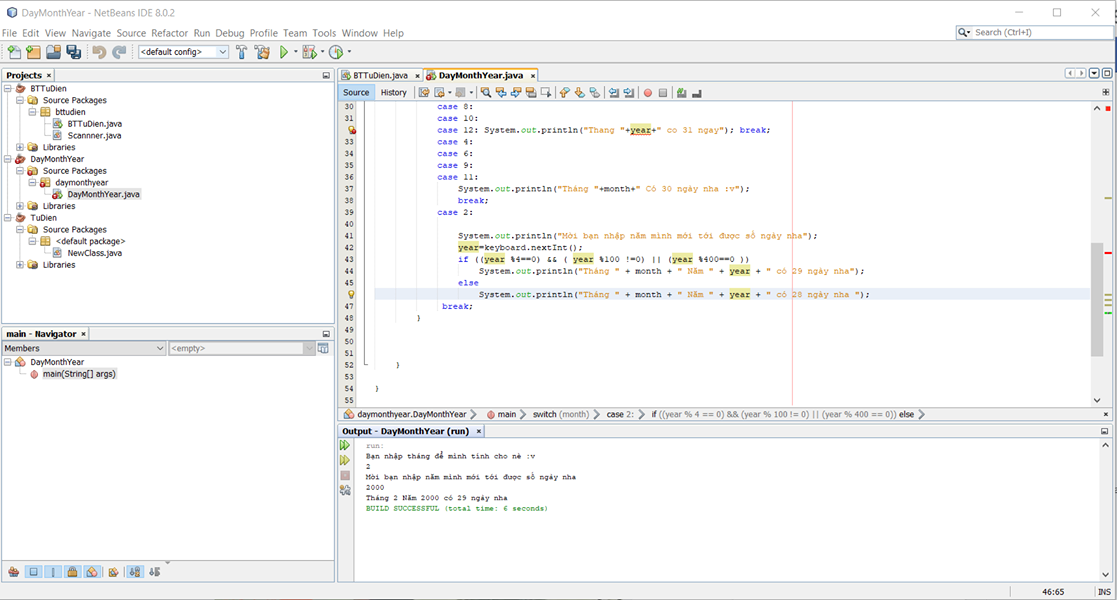 DayMonthYear - NetBeans IDE 8.0.2
File Edit View Navigate Source Refactor Run Debug Profile Team Tools Window Help
Search (Ctrl+I)
<default config>
Projects ×
BTTuDien
Source Packages
bttudien
BTTuDien.java
Scannner.java
Libraries
DayMonthYear
Source Packages
daymonthyear
DayMonthYear.java
Libraries
TuDien
Source Packages
<default package>
NewClass.java
Libraries
main - Navigator ×
Members
<empty>
DayMonthYear
main(String[] args)
BTTuDien.java × DayMonthYear.java ×
Source History
30 case 8:
31 case 10:
case 12: System.out.println("Thang "+year+" co 31 ngay"); break;
33 case 4:
34 case 6:
35 case 9:
36 case 11:
37 System.out.println("Tháng "+month+" Có 30 ngày nha :v");
38 break;
39 case 2:
40
41 System.out.println("Mời bạn nhập năm mình mới tới được số ngày nha");
42 year=keyboard.nextInt();
43 if ((year %4==0) && ( year %100 !=0) || (year %400==0 ))
44 System.out.println("Tháng " + month + " Năm " + year + " có 29 ngày nha");
45 else
System.out.println("Tháng " + month + " Năm " + year + " có 28 ngày nha ");
47 break;
48 }
49
50
51
52 }
53
54 }
55
daymonthyear.DayMonthYear main switch (month) case 2: if ((year % 4 == 0) && (year % 100 != 0) || (year % 400 == 0)) else
Output - DayMonthYear (run) ×
run:
Bạn nhập tháng để mình tính cho nè :v
2
Mời bạn nhập năm mình mới tới được số ngày nha
2000
Tháng 2 Năm 2000 có 29 ngày nha
BUILD SUCCESSFUL (total time: 6 seconds)
46:65 INS